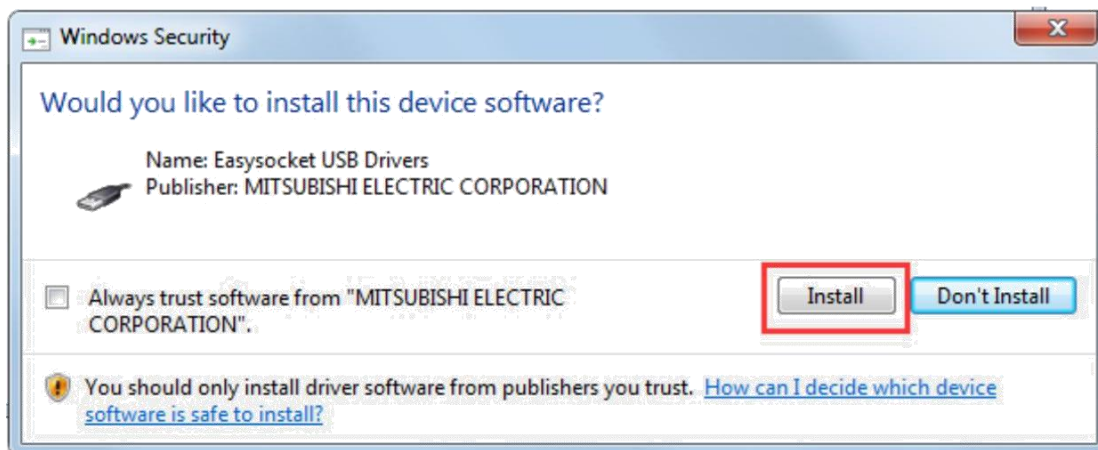 Windows Security
Would you like to install this device software?
Name: Easysocket USB Drivers
Publisher: MITSUBISHI ELECTRIC CORPORATION
Always trust software from "MITSUBISHI ELECTRIC
CORPORATION".
Install
Don't Install
You should only install driver software from publishers you trust. How can I decide which device
software is safe to install?